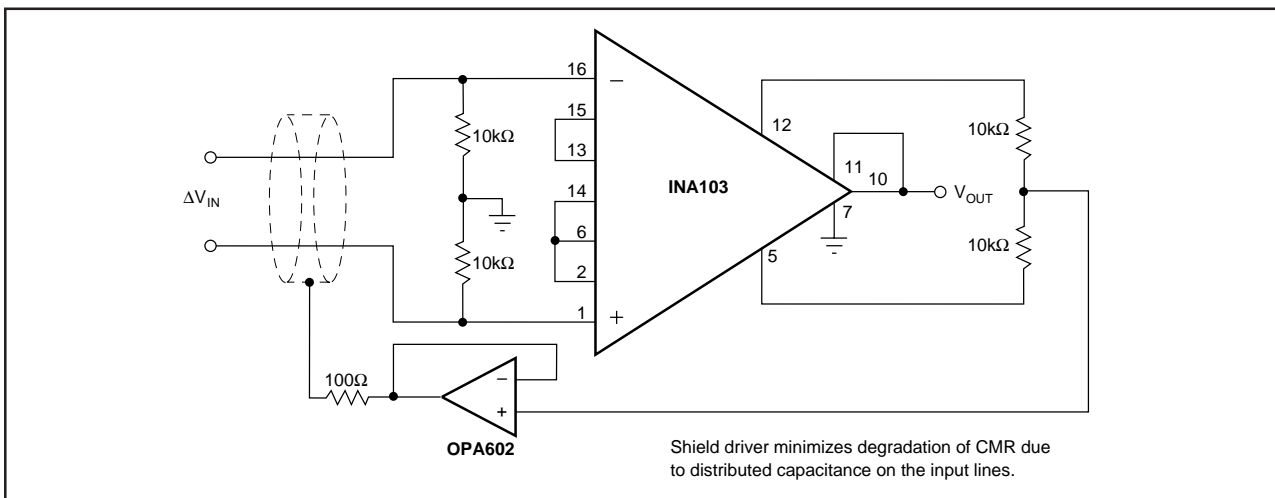 16
−
15
10kΩ
13
12
10kΩ
11
INA103
10
ΔV_IN
14
7
V_OUT
6
10kΩ
10kΩ
5
2
1
+
100Ω
−
+
OPA602
Shield driver minimizes degradation of CMR due
to distributed capacitance on the input lines.